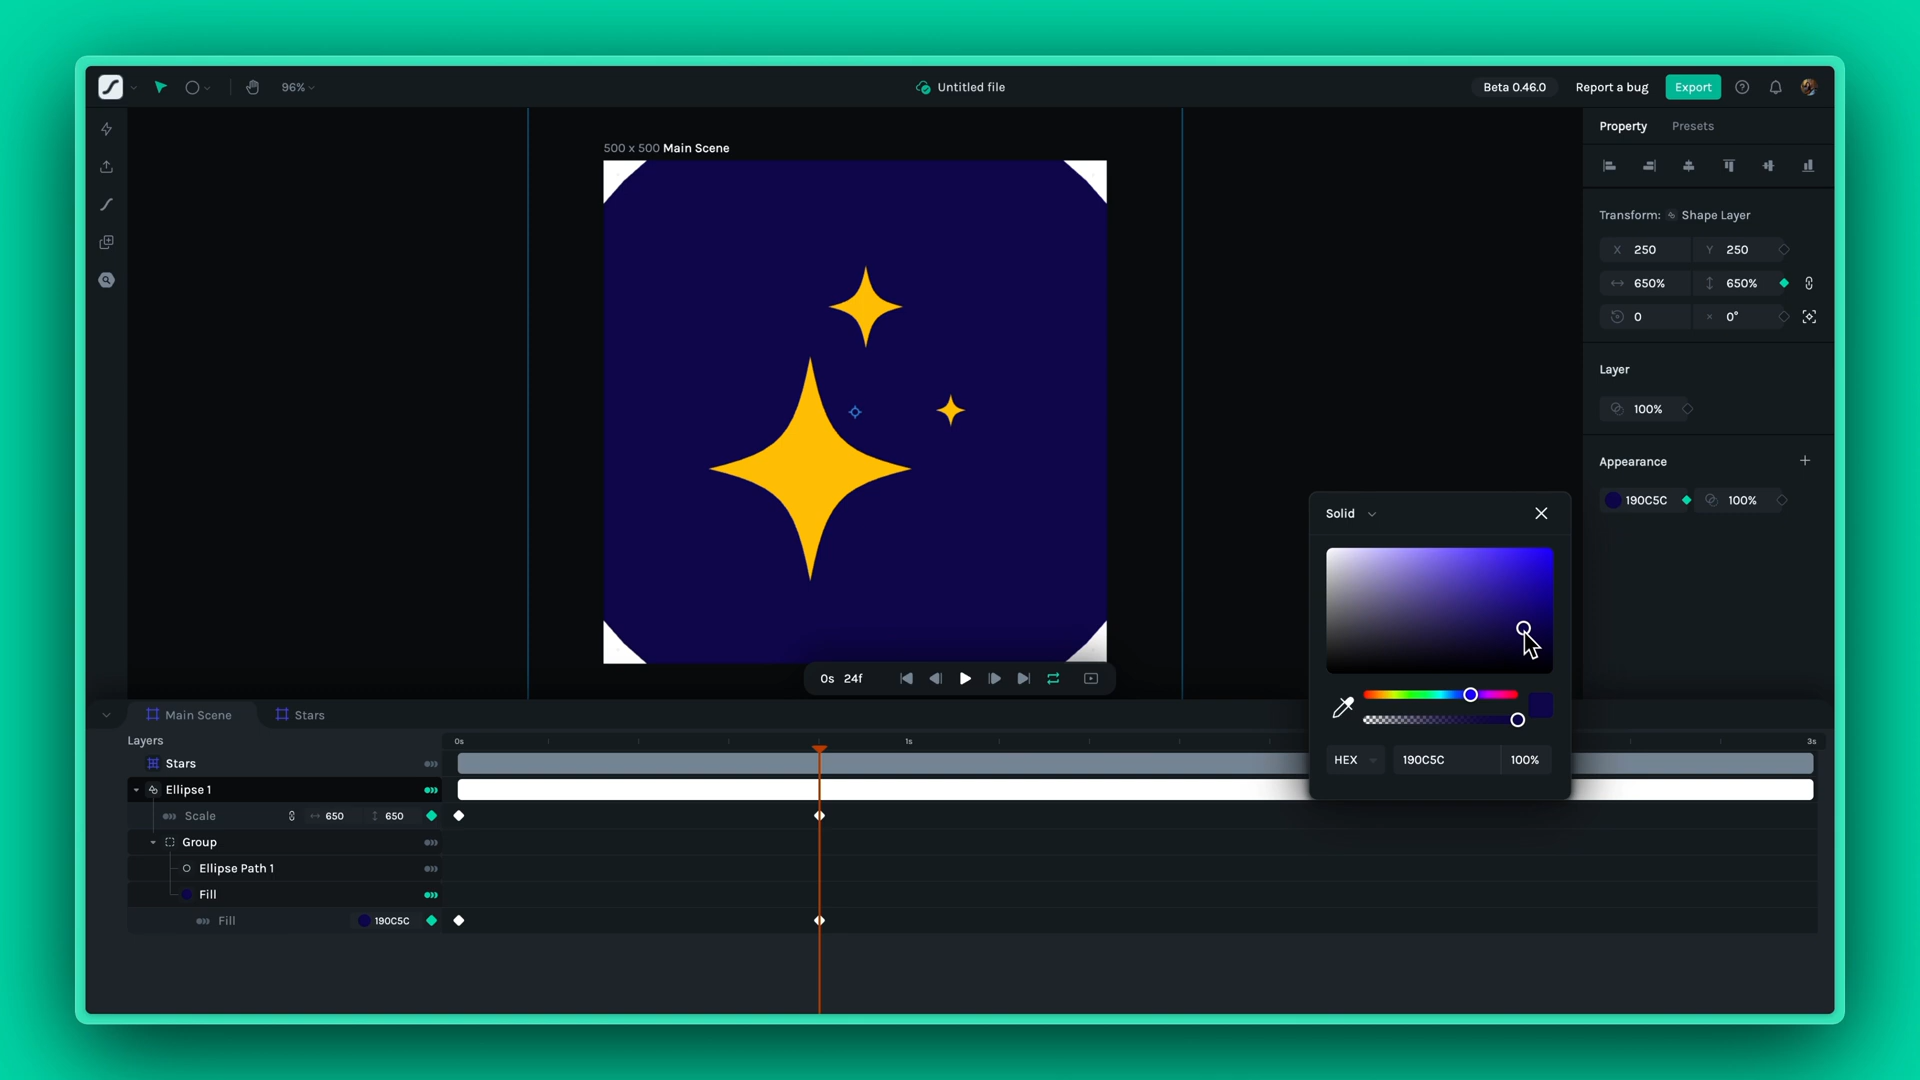 96%
Untitled file
Beta 0.46.0
Report a bug
Export
Property
Presets
500 x 500 Main Scene
Transform: Shape Layer
X 250
Y 250
650%
650%
0
0°
Layer
100%
Appearance
190C5C
100%
Solid
HEX
190C5C
100%
0s 24f
Main Scene
Stars
Layers
0s
1s
3s
Stars
Ellipse 1
Scale
650
650
Group
Ellipse Path 1
Fill
Fill
190C5C